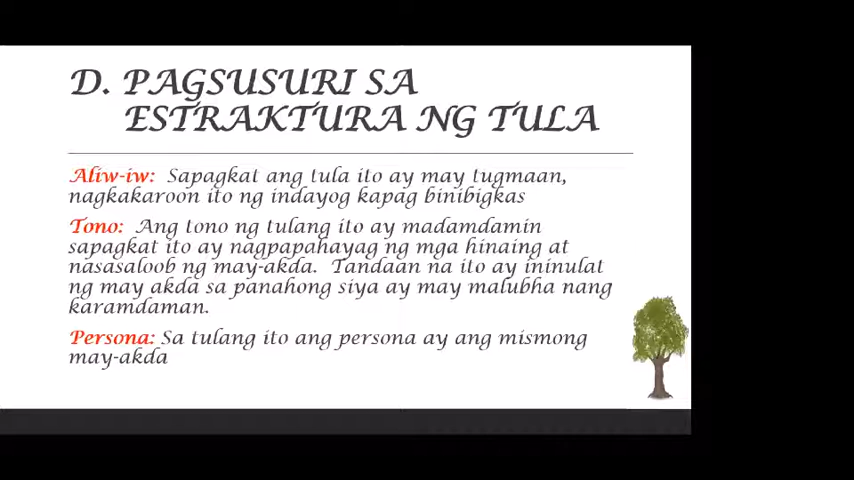 D. PAGSUSURI SA
ESTRAKTURA NG TULA
Aliw-iw: Sapagkat ang tula ito ay may tugmaan,
nagkakaroon ito ng indayog kapag binibigkas
Tono: Ang tono ng tulang ito ay madamdamin
sapagkat ito ay nagpapahayag ng mga hinaing at
nasasaloob ng may-akda. Tandaan na ito ay ininulat
ng may akda sa panahong siya ay may malubha nang
karamdaman.
Persona: Sa tulang ito ang persona ay ang mismong
may-akda